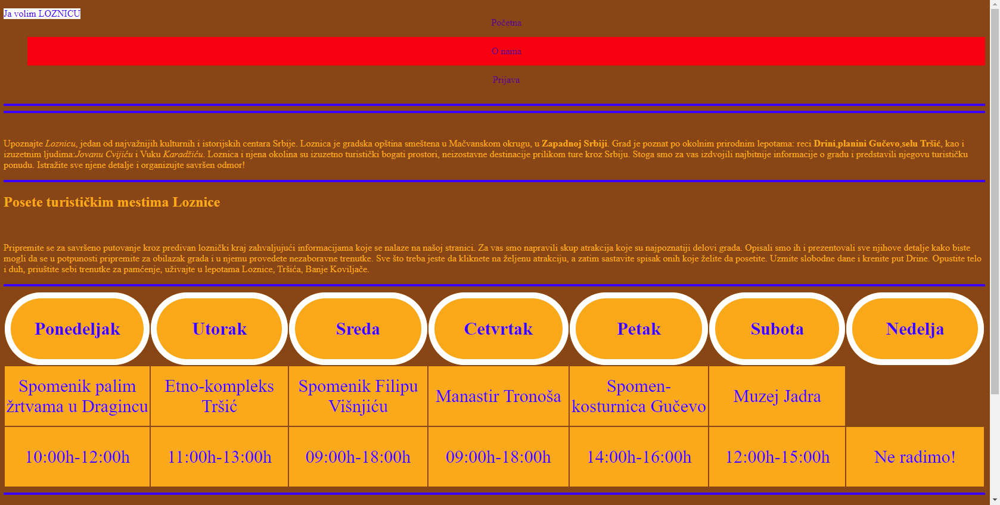 Ja volim LOZNICU
Početna
O nama
Prijava
Upoznajte Loznicu, jedan od najvažnijih kulturnih i istorijskih centara Srbije. Loznica je gradska opština smeštena u Mačvanskom okrugu, u Zapadnoj Srbiji. Grad je poznat po okolnim prirodnim lepotama: reci Drini,planini Gučevo,selu Tršić, kao i
izuzetnim ljudima:Jovanu Cvijiću i Vuku Karadžiću. Loznica i njena okolina su izuzetno turistički bogati prostori, neizostavne destinacije prilikom ture kroz Srbiju. Stoga smo za vas izdvojili najbitnije informacije o gradu i predstavili njegovu turističku
ponudu. Istražite sve njene detalje i organizujte savršen odmor!
Posete turističkim mestima Loznice
Pripremite se za savršeno putovanje kroz predivan loznički kraj zahvaljujući informacijama koje se nalaze na našoj stranici. Za vas smo napravili skup atrakcija koje su najpoznatiji delovi grada. Opisali smo ih i prezentovali sve njihove detalje kako biste
mogli da se u potpunosti pripremite za obilazak grada i u njemu provedete nezaboravne trenutke. Sve što treba jeste da kliknete na željenu atrakciju, a zatim sastavite spisak onih koje želite da posetite. Uzmite slobodne dane i krenite put Drine. Opustite telo
i duh, priuštite sebi trenutke za pamćenje, uživajte u lepotama Loznice, Tršića, Banje Koviljače.
Ponedeljak Utorak Sreda Cetvrtak Petak Subota Nedelja
Spomenik palim
žrtvama u Dragincu
Etno-kompleks
Tršić
Spomenik Filipu
Višnjiću
Manastir Tronoša
Spomen-
kosturnica Gučevo
Muzej Jadra
10:00h-12:00h 11:00h-13:00h 09:00h-18:00h 09:00h-18:00h 14:00h-16:00h 12:00h-15:00h Ne radimo!